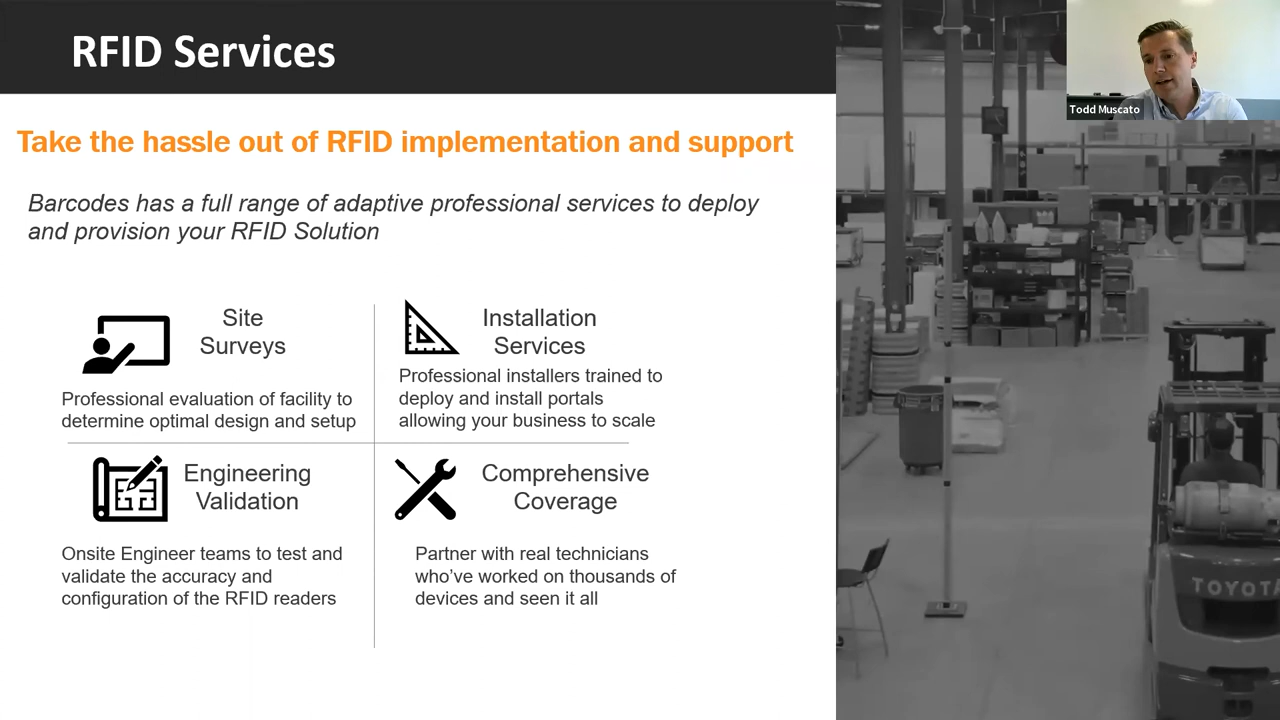 RFID Services
Todd Muscato
Take the hassle out of RFID implementation and support
Barcodes has a full range of adaptive professional services to deploy
and provision your RFID Solution
Site
Surveys
Professional evaluation of facility to
determine optimal design and setup
Installation
Services
Professional installers trained to
deploy and install portals
allowing your business to scale
Engineering
Validation
Onsite Engineer teams to test and
validate the accuracy and
configuration of the RFID readers
Comprehensive
Coverage
Partner with real technicians
who’ve worked on thousands of
devices and seen it all
TOYOTA